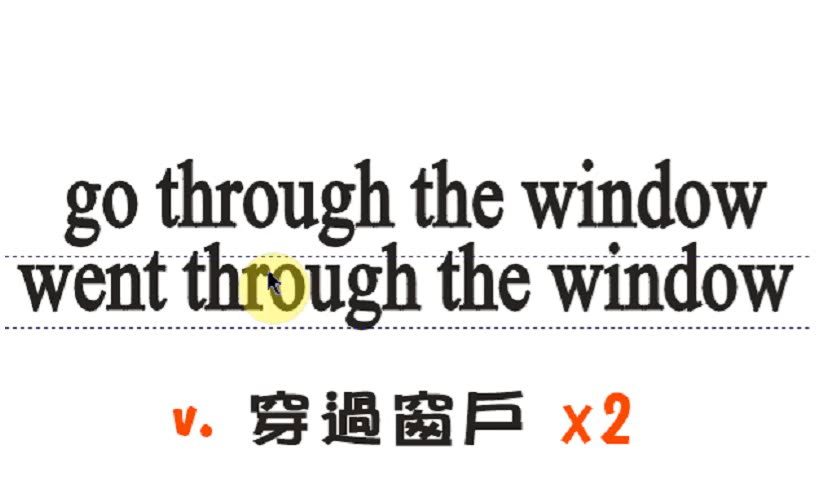 go through the window
went through the window
v. 穿過窗戶 x2